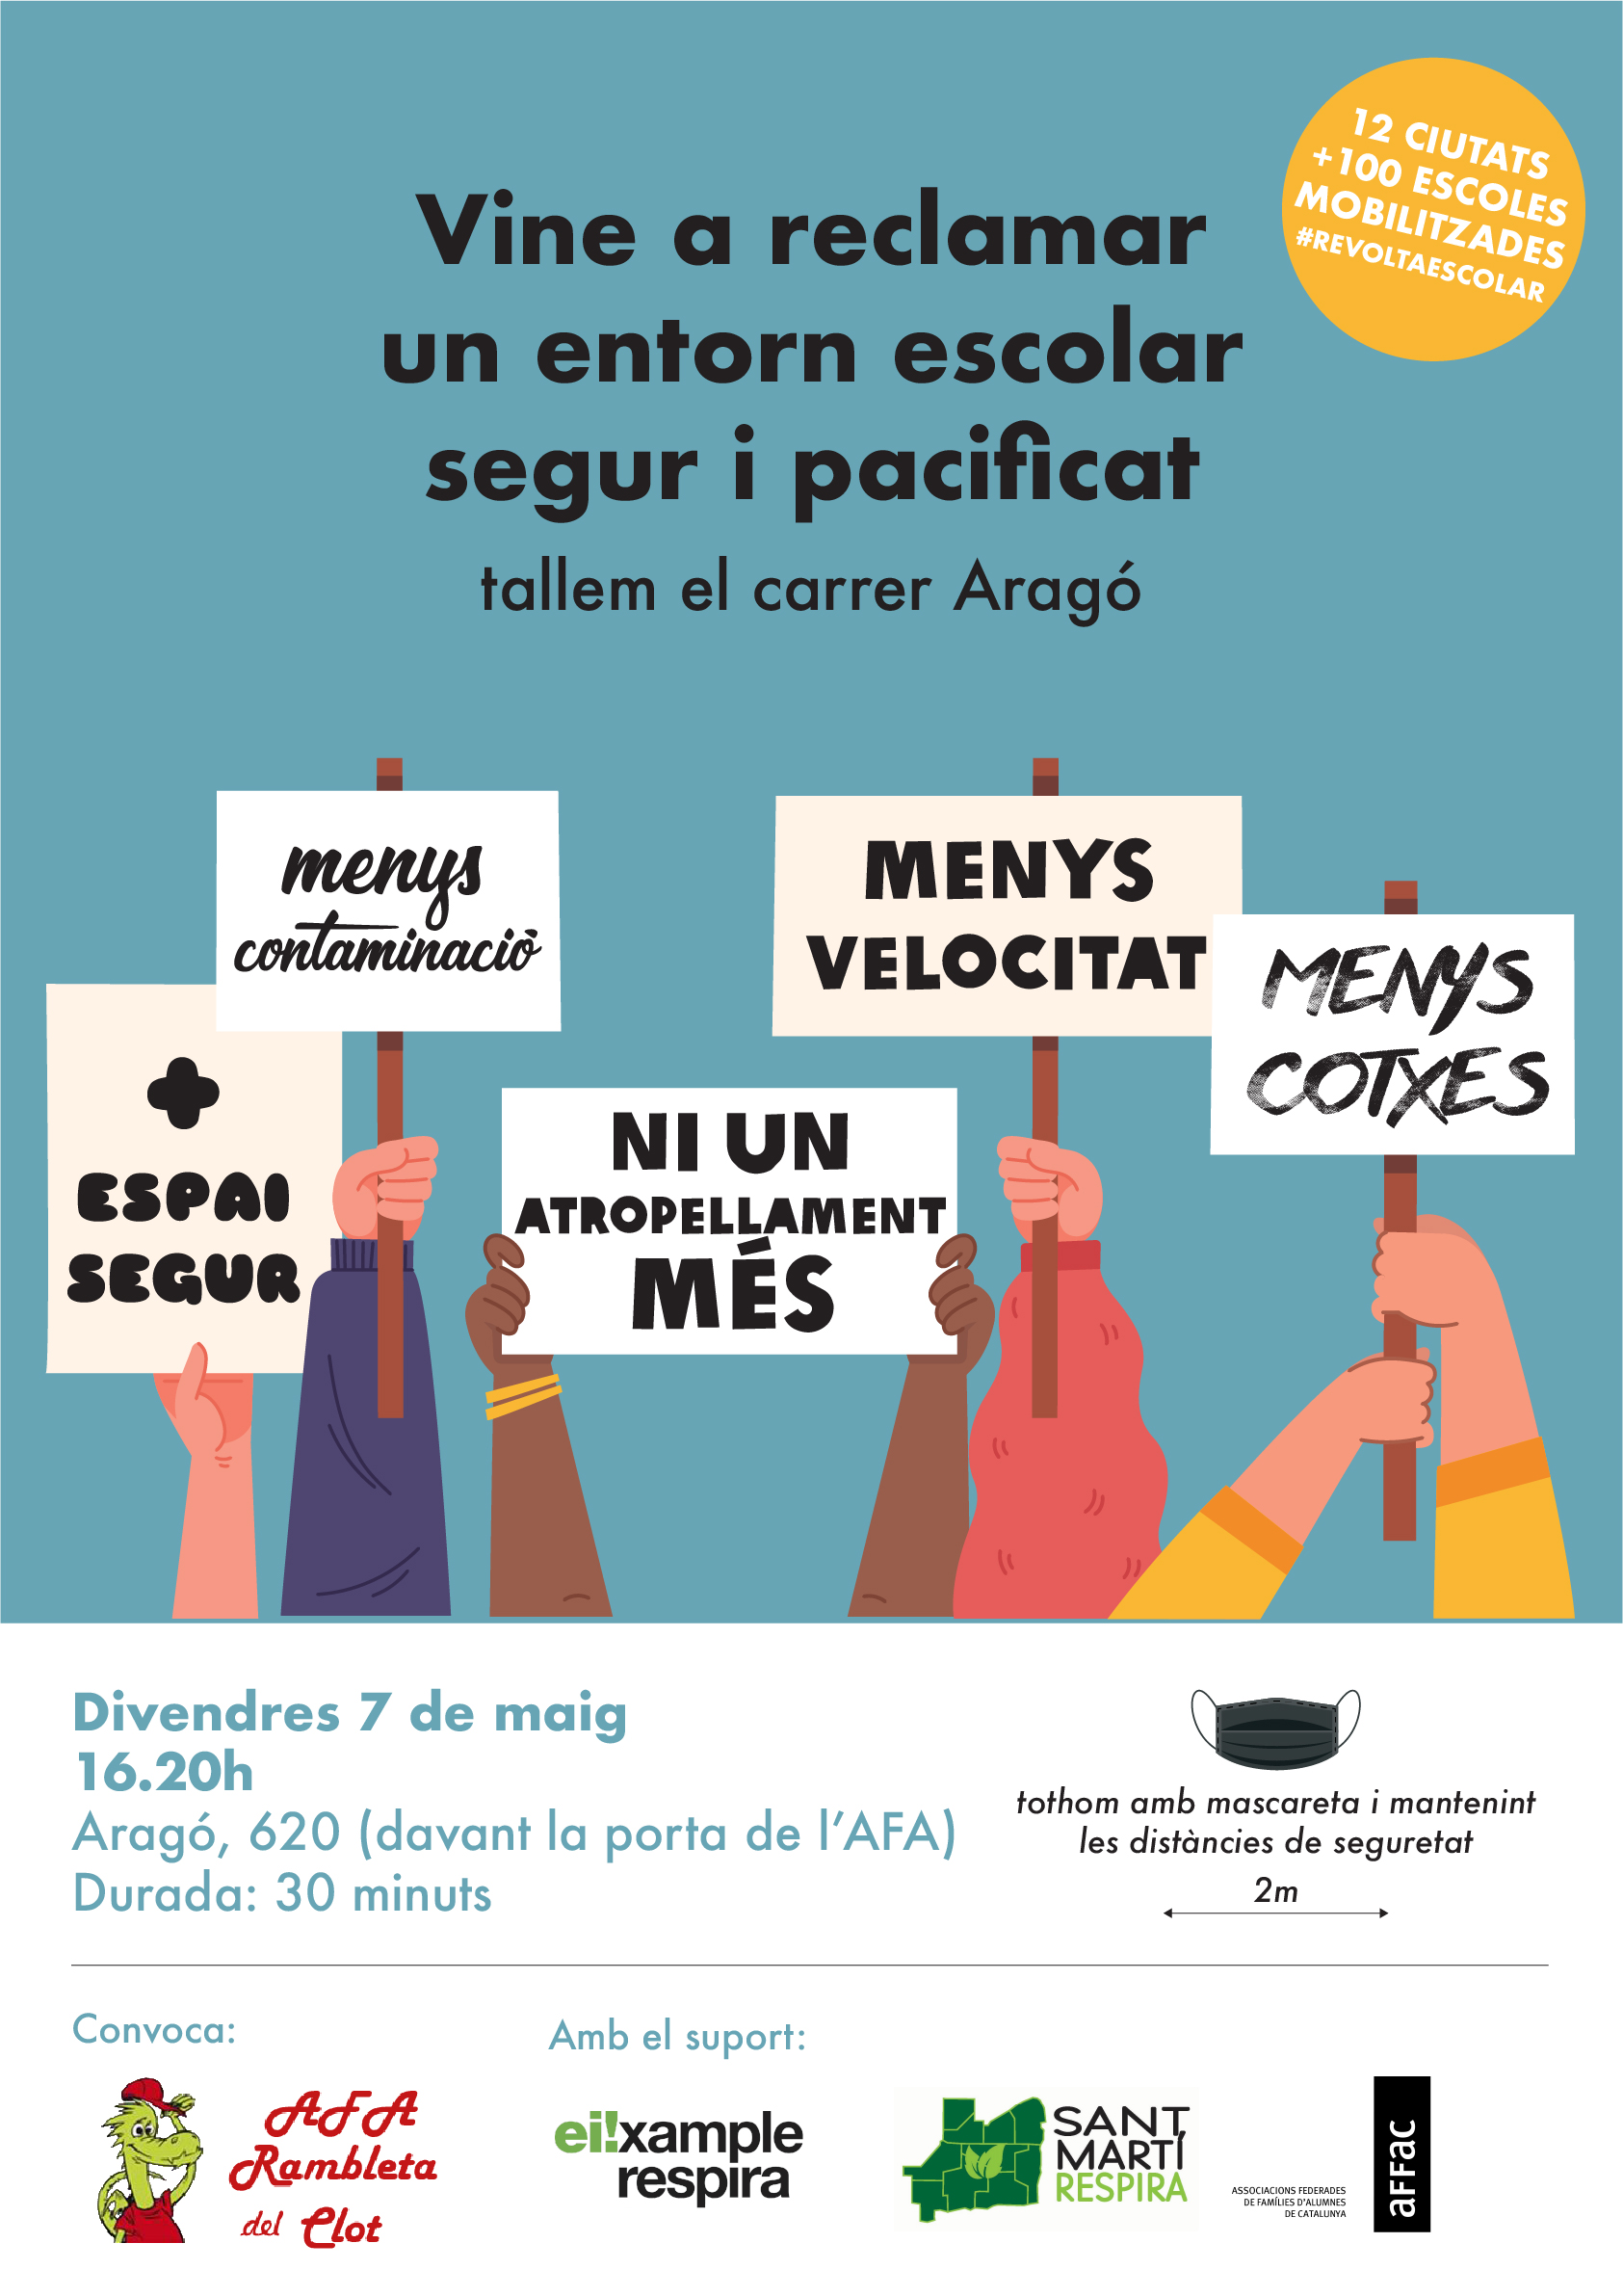 12 CIUTATS
+100 ESCOLES
MOBILITZADES
#REVOLTAESCOLAR
Vine a reclamar
un entorn escolar
segur i pacificat
tallem el carrer Aragó
menys
contaminació
MENYS
VELOCITAT
MENYS
COTXES
+
ESPAI
SEGUR
NI UN
ATROPELLAMENT
MÉS
Divendres 7 de maig
16.20h
Aragó, 620 (davant la porta de l'AFA)
Durada: 30 minuts
tothom amb mascareta i mantenint
les distàncies de seguretat
2m
Convoca:
AFA
Rambleta
del Clot
Amb el suport:
ei!xample
respira
SANT
MARTÍ
RESPIRA
ASSOCIACIONS FEDERADES
DE FAMÍLIES D'ALUMNES
DE CATALUNYA
aFFaC